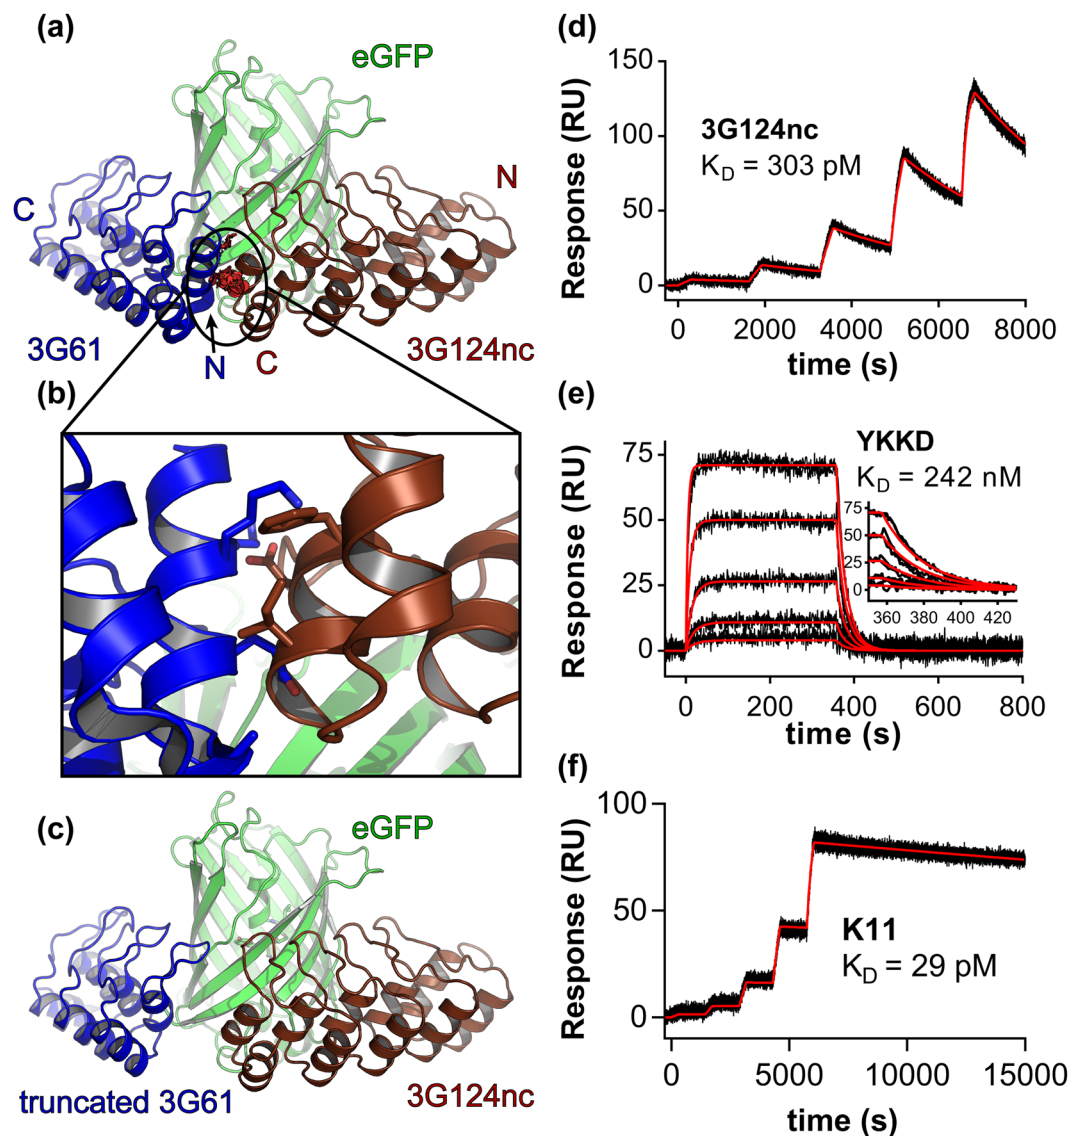 (a)
eGFP
N
C
3G61
N
C
3G124nc
(b)
(c)
eGFP
truncated 3G61
3G124nc
(d)
Response (RU)
150
100
50
0
3G124nc
K_D = 303 pM
0 2000 4000 6000 8000
time (s)
(e)
Response (RU)
75
50
25
0
YKKD
K_D = 242 nM
75
50
25
0
360 380 400 420
0 200 400 600 800
time (s)
(f)
Response (RU)
100
50
0
K11
K_D = 29 pM
0 5000 10000 15000
time (s)